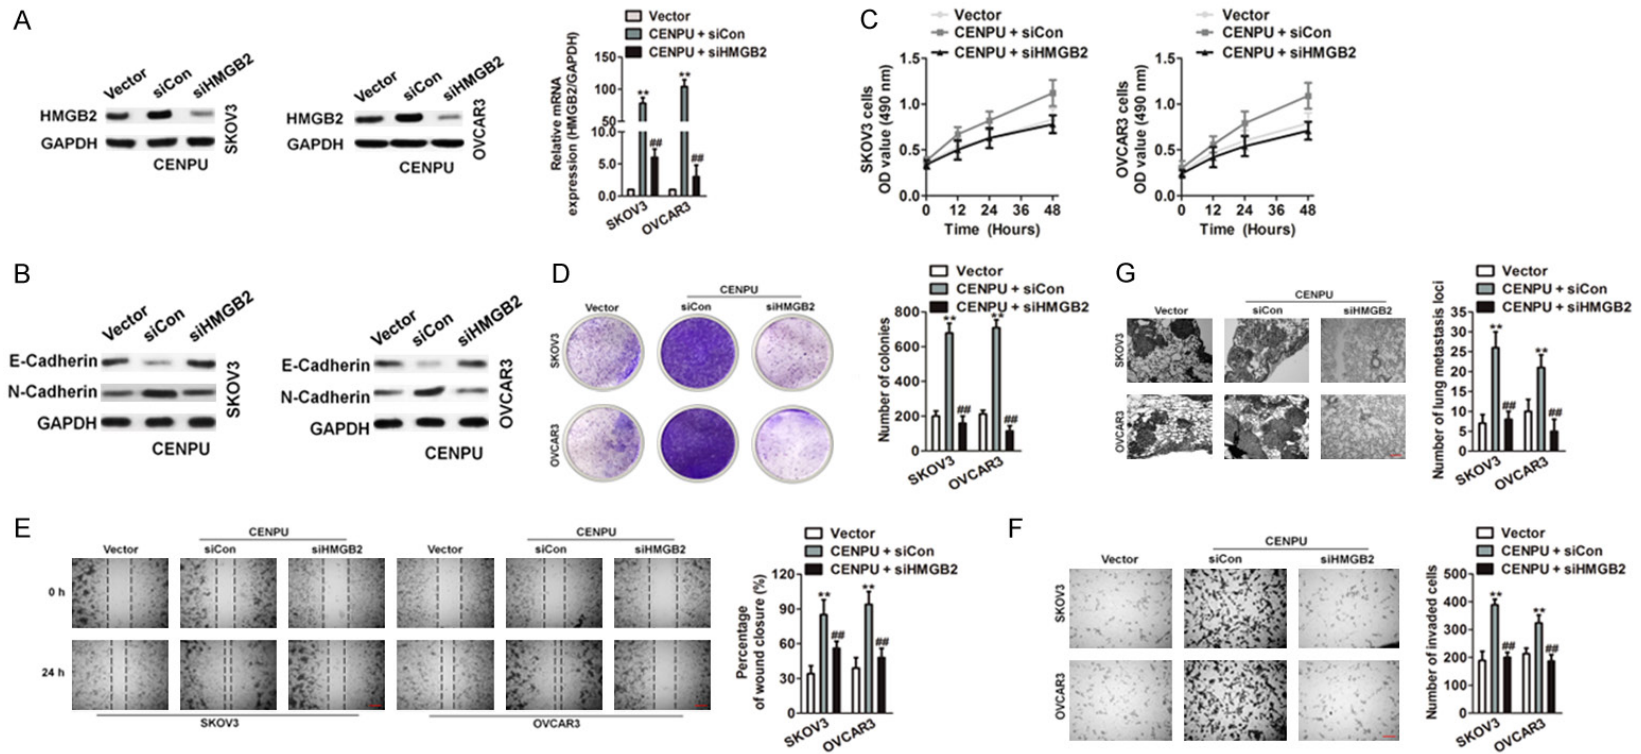 A
Vector
siCon
siHMGB2
HMGB2
GAPDH
CENPU
SKOV3
Vector
siCon
siHMGB2
HMGB2
GAPDH
CENPU
OVCAR3
Vector
CENPU + siCon
CENPU + siHMGB2
Relative mRNA
expression (HMGB2/GAPDH)
150
100
50
10.0
5.0
0.0
**
##
**
##
SKOV3
OVCAR3
C
Vector
CENPU + siCon
CENPU + siHMGB2
SKOV3 cells
OD value (490 nm)
1.5
1.0
0.5
0.0
0 12 24 36 48
Time (Hours)
Vector
CENPU + siCon
CENPU + siHMGB2
OVCAR3 cells
OD value (490 nm)
1.5
1.0
0.5
0.0
0 12 24 36 48
Time (Hours)
B
Vector
siCon
siHMGB2
E-Cadherin
N-Cadherin
GAPDH
CENPU
SKOV3
Vector
siCon
siHMGB2
E-Cadherin
N-Cadherin
GAPDH
CENPU
OVCAR3
D
CENPU
Vector
siCon
siHMGB2
SKOV3
OVCAR3
Vector
CENPU + siCon
CENPU + siHMGB2
Number of colonies
800
600
400
200
0
**
##
**
##
SKOV3
OVCAR3
G
CENPU
Vector
siCon
siHMGB2
SKOV3
OVCAR3
Vector
CENPU + siCon
CENPU + siHMGB2
Number of lung metastasis loci
35
30
25
20
15
10
5
0
**
##
**
##
SKOV3
OVCAR3
E
CENPU
CENPU
Vector
siCon
siHMGB2
Vector
siCon
siHMGB2
0 h
24 h
SKOV3
OVCAR3
Vector
CENPU + siCon
CENPU + siHMGB2
Percentage
of wound closure (%)
120
90
60
30
0
**
##
**
##
SKOV3
OVCAR3
F
CENPU
Vector
siCon
siHMGB2
SKOV3
OVCAR3
Vector
CENPU + siCon
CENPU + siHMGB2
Number of invaded cells
500
400
300
200
100
0
**
##
**
##
SKOV3
OVCAR3